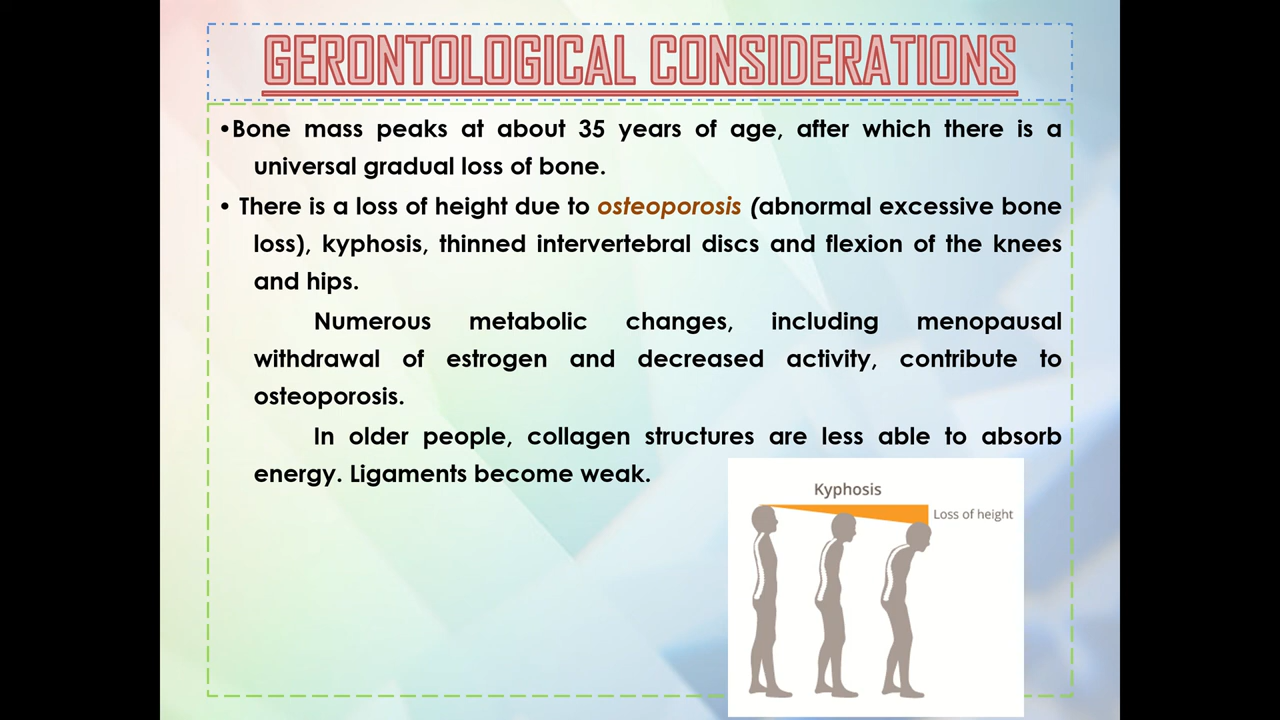 GERONTOLOGICAL CONSIDERATIONS
•Bone mass peaks at about 35 years of age, after which there is a
universal gradual loss of bone.
• There is a loss of height due to osteoporosis (abnormal excessive bone
loss), kyphosis, thinned intervertebral discs and flexion of the knees
and hips.
Numerous metabolic changes, including menopausal
withdrawal of estrogen and decreased activity, contribute to
osteoporosis.
In older people, collagen structures are less able to absorb
energy. Ligaments become weak.
Kyphosis
Loss of height